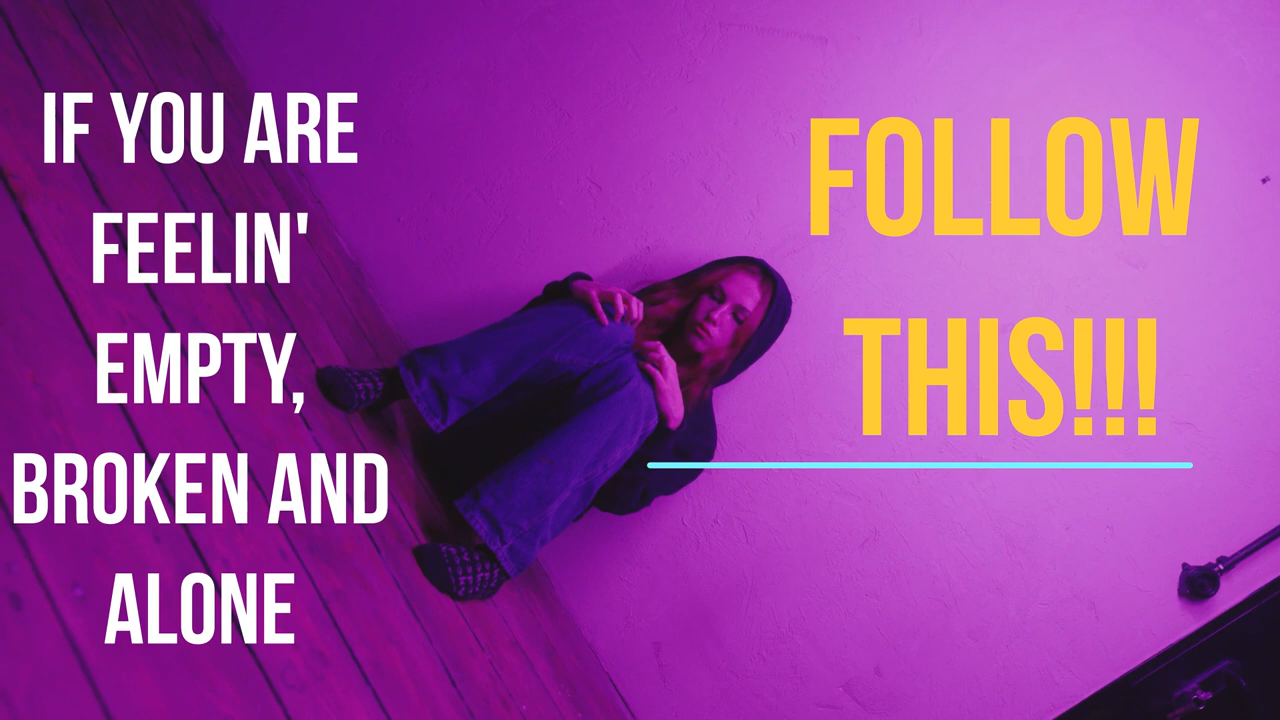 IF YOU ARE
FEELIN'
EMPTY,
BROKEN AND
ALONE
FOLLOW
THIS!!!